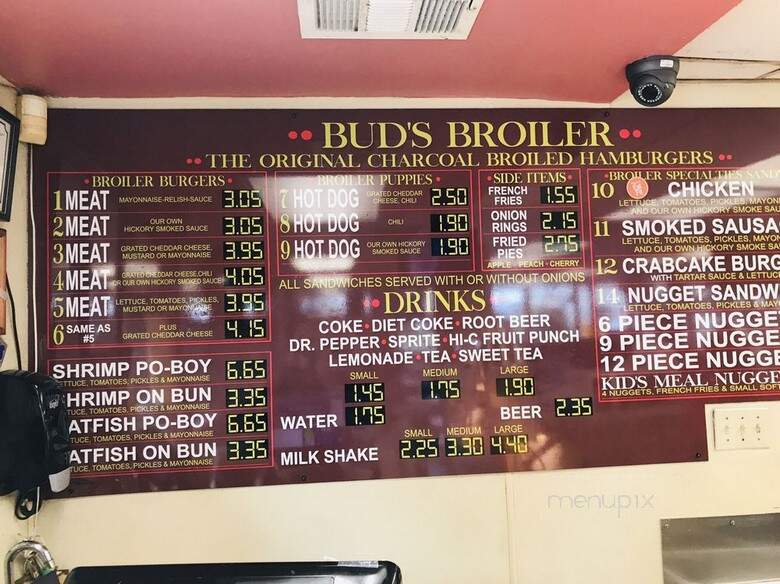 •• BUD'S BROILER ••
•• THE ORIGINAL CHARCOAL BROILED HAMBURGERS ••
• BROILER BURGERS •
1 MEAT MAYONNAISE-RELISH-SAUCE 3.05
2 MEAT OUR OWN HICKORY SMOKED SAUCE 3.05
3 MEAT GRATED CHEDDAR CHEESE, MUSTARD OR MAYONNAISE 3.95
4 MEAT GRATED CHEDDAR CHEESE, CHILI OR OUR OWN HICKORY SMOKED SAUCE 4.05
5 MEAT LETTUCE, TOMATOES, PICKLES, MUSTARD OR MAYONNAISE 3.95
6 SAME AS #5 PLUS GRATED CHEDDAR CHEESE 4.15
SHRIMP PO-BOY 6.65
TTUCE, TOMATOES, PICKLES & MAYONNAISE
HRIMP ON BUN 3.35
TUCE, TOMATOES, PICKLES & MAYONNAISE
ATFISH PO-BOY 6.65
TUCE, TOMATOES, PICKLES & MAYONNAISE
ATFISH ON BUN 3.35
TUCE, TOMATOES, PICKLES & MAYONNAISE
BROILER PUPPIES •
7 HOT DOG GRATED CHEDDAR CHEESE, CHILI 2.50
8 HOT DOG CHILI 1.90
9 HOT DOG OUR OWN HICKORY SMOKED SAUCE 1.90
• SIDE ITEMS •
FRENCH FRIES 1.55
ONION RINGS 2.15
FRIED PIES
APPLE - PEACH - CHERRY
ALL SANDWICHES SERVED WITH OR WITHOUT ONIONS
• DRINKS •
COKE • DIET COKE • ROOT BEER
DR. PEPPER • SPRITE • HI-C FRUIT PUNCH
LEMONADE • TEA • SWEET TEA
SMALL MEDIUM LARGE
1.45 1.75 1.90
WATER 1.75 BEER 2.35
SMALL MEDIUM LARGE
MILK SHAKE 2.25 3.30 4.40
• BROILER SPECIALTIES SAND
10 CHICKEN
LETTUCE, TOMATOES, PICKLES, MAYON
AND OUR OWN HICKORY SMOKE SAU
11 SMOKED SAUSA
LETTUCE, TOMATOES, PICKLES, MAYON
AND OUR OWN HICKORY SMOKE SA
12 CRABCAKE BURG
WITH TARTAR SAUCE & LETTUC
14 NUGGET SANDW
LETTUCE, TOMATOES, PICKLES & MAY
6 PIECE NUGGE
9 PIECE NUGGE
12 PIECE NUGGE
KID'S MEAL NUGGE
4 NUGGETS, FRENCH FRIES & SMALL SOF
menupix